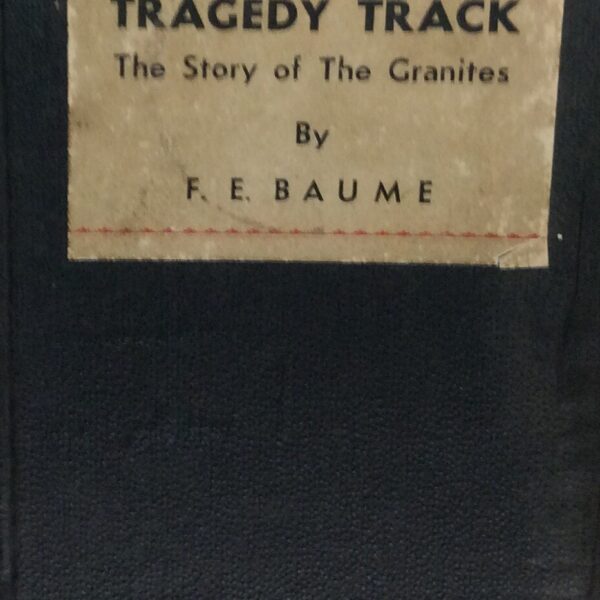 TRAGEDY TRACK
The Story of The Granites
By
F. E. BAUME